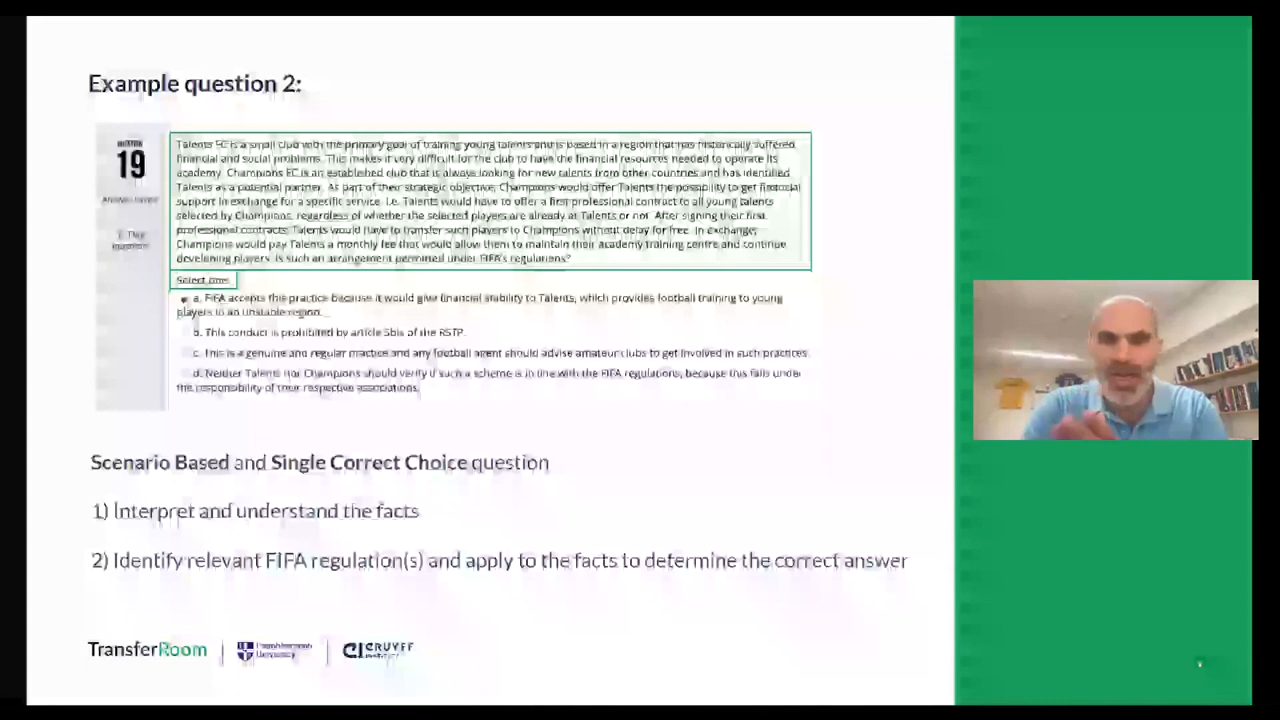 Example question 2:
19
Talents FC is a small club with the primary goal of training young talents and is based in a region that has historically suffered
financial and social problems. This makes it very difficult for the club to have the financial resources needed to operate its
academy. Champions FC is an established club that is always looking for new talents from other countries and has identified
Talents as a potential partner. As part of their strategic objective, Champions would offer Talents the possibility to get financial
support in exchange for a specific service, i.e. Talents would have to offer a first professional contract to all young talents
selected by Champions, regardless of whether the selected players are already at Talents or not. After signing their first
professional contracts, Talents would have to transfer such players to Champions without delay for free. In exchange,
Champions would pay Talents a monthly fee that would allow them to maintain their academy training centre and continue
developing players. Is such an arrangement permitted under FIFA's regulations?
Select one:
a. FIFA accepts this practice because it would give financial stability to Talents, which provides football training to young
players in an unstable region.
b. This conduct is prohibited by article 5bis of the RSTP.
c. This is a genuine and regular practice and any football agent should advise amateur clubs to get involved in such practices.
d. Neither Talents nor Champions should verify if such a scheme is in line with the FIFA regulations, because this falls under
the responsibility of their respective associations.
Scenario Based and Single Correct Choice question
1) Interpret and understand the facts
2) Identify relevant FIFA regulation(s) and apply to the facts to determine the correct answer
TransferRoom
University
CRUYFF